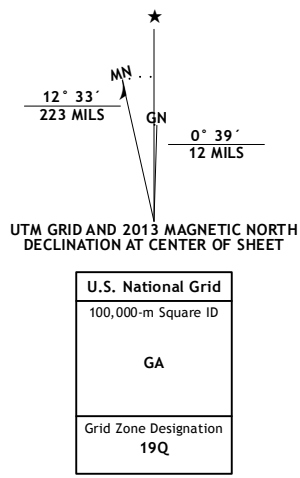 ★
MN
GN
12° 33´
223 MILS
0° 39´
12 MILS
UTM GRID AND 2013 MAGNETIC NORTH
DECLINATION AT CENTER OF SHEET
U.S. National Grid
100,000-m Square ID
GA
Grid Zone Designation
19Q